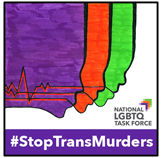 NATIONAL
LGBTQ
TASK FORCE
#StopTransMurders